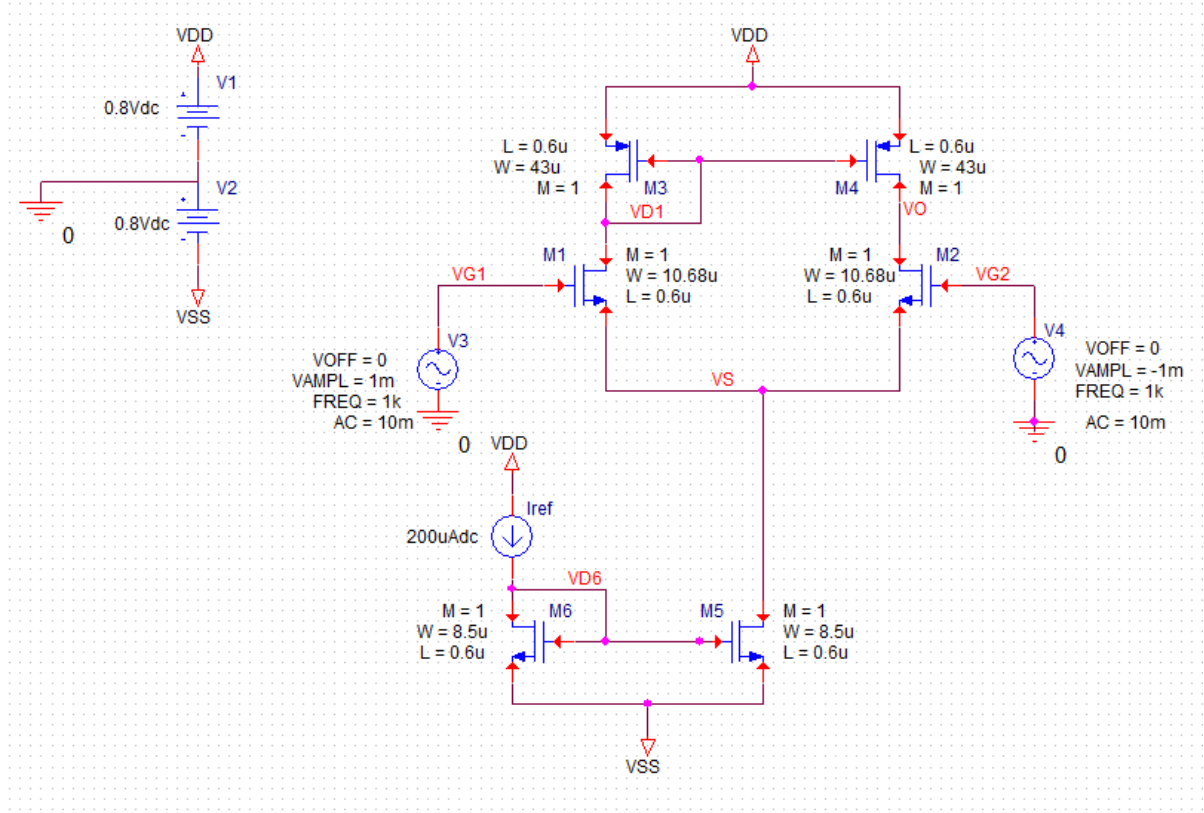 VDD
V1
0.8Vdc
V2
0.8Vdc
0
VSS
VDD
L = 0.6u
W = 43u
M = 1
M3
L = 0.6u
W = 43u
M = 1
M4
VD1
VO
M1
M = 1
W = 10.68u
L = 0.6u
M = 1
W = 10.68u
L = 0.6u
M2
VG1
VG2
V3
VOFF = 0
VAMPL = 1m
FREQ = 1k
AC = 10m
0
V4
VOFF = 0
VAMPL = -1m
FREQ = 1k
AC = 10m
0
VS
VDD
Iref
200uAdc
VD6
M = 1
W = 8.5u
L = 0.6u
M6
M5
M = 1
W = 8.5u
L = 0.6u
VSS